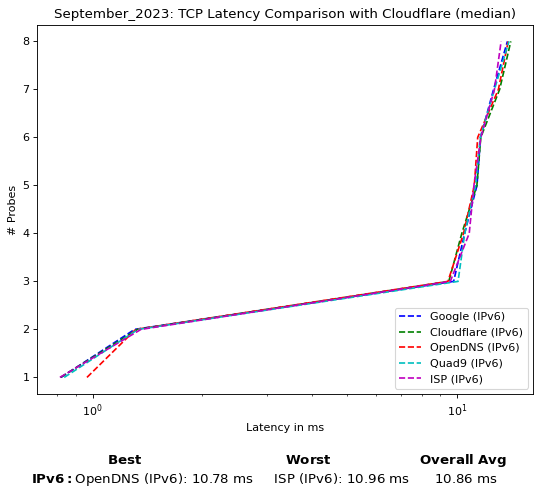 September_2023: TCP Latency Comparison with Cloudflare (median)
# Probes
8
7
6
5
4
3
2
1
Google (IPv6)
Cloudflare (IPv6)
OpenDNS (IPv6)
Quad9 (IPv6)
ISP (IPv6)
10⁰ 10¹
Latency in ms
Best Worst Overall Avg
IPv6: OpenDNS (IPv6): 10.78 ms ISP (IPv6): 10.96 ms 10.86 ms